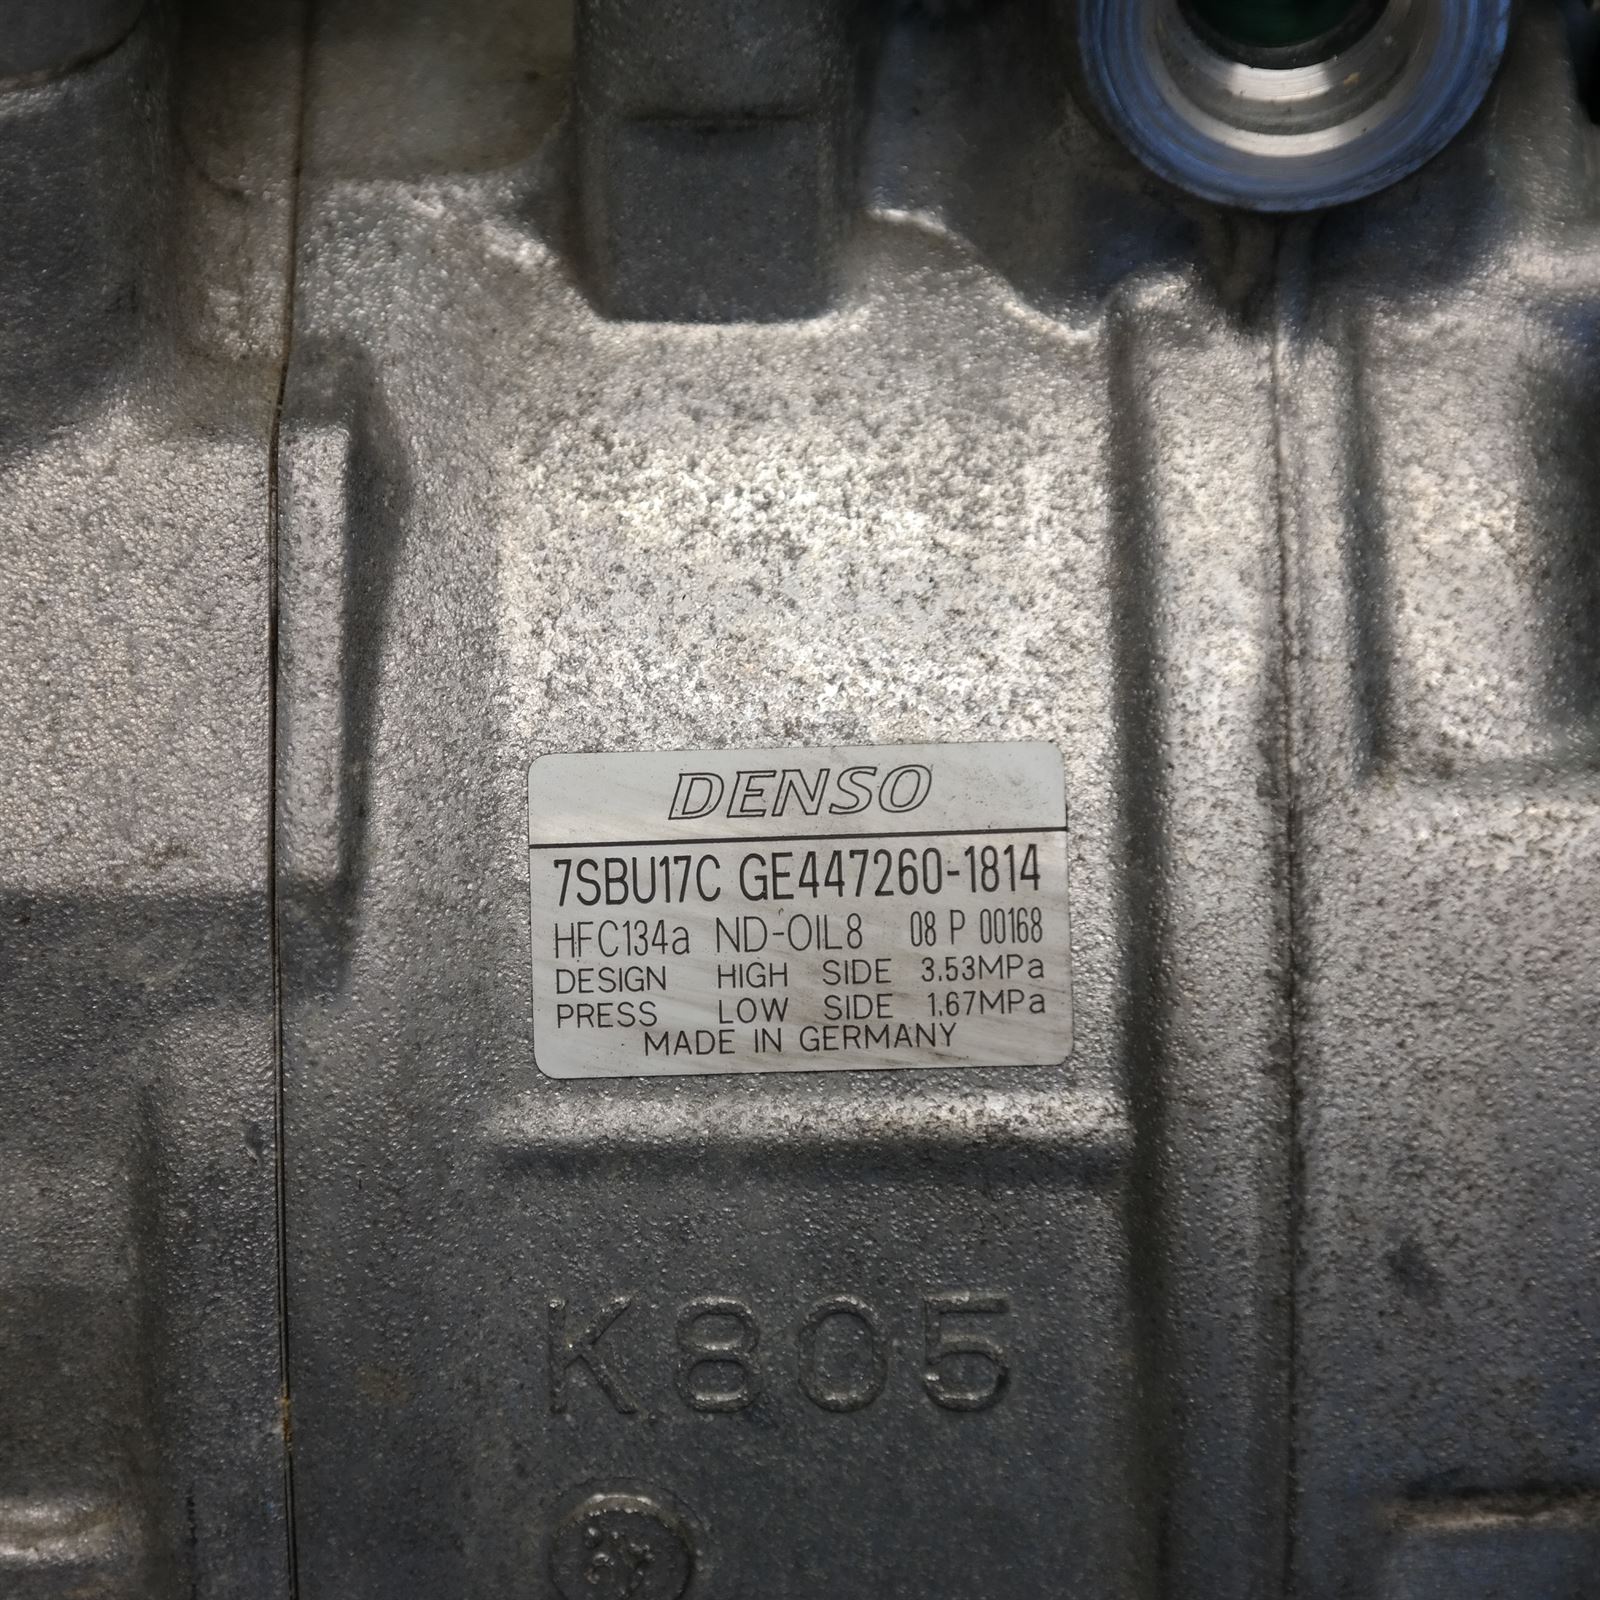 DENSO
7SBU17C GE447260-1814
HFC134a ND-OIL8 08 P 00168
DESIGN HIGH SIDE 3.53MPa
PRESS LOW SIDE 1.67MPa
MADE IN GERMANY
K805